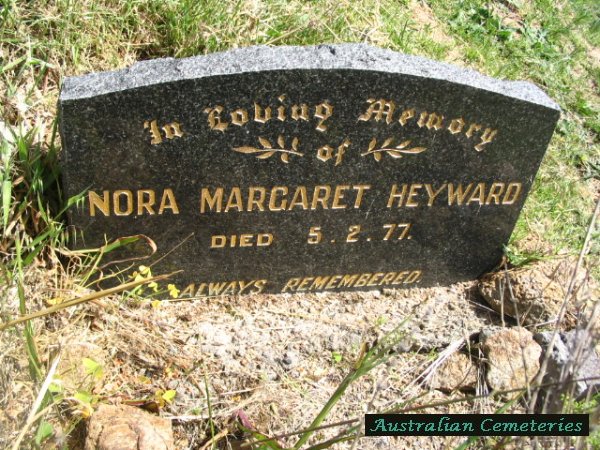 In Loving Memory
of
NORA MARGARET HEYWARD
DIED 5.2.77.
ALWAYS REMEMBERED.
Australian Cemeteries